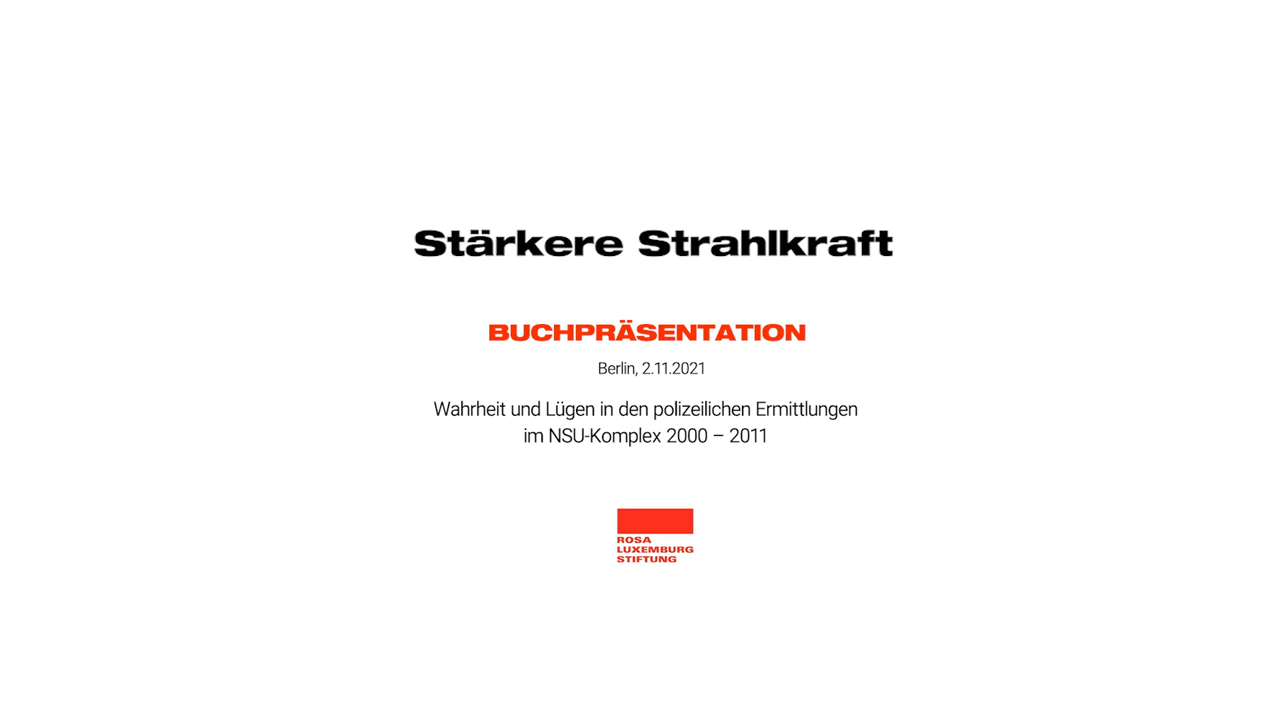 Stärkere Strahlkraft
BUCHPRÄSENTATION
Berlin, 2.11.2021
Wahrheit und Lügen in den polizeilichen Ermittlungen
im NSU-Komplex 2000 – 2011
ROSA
LUXEMBURG
STIFTUNG